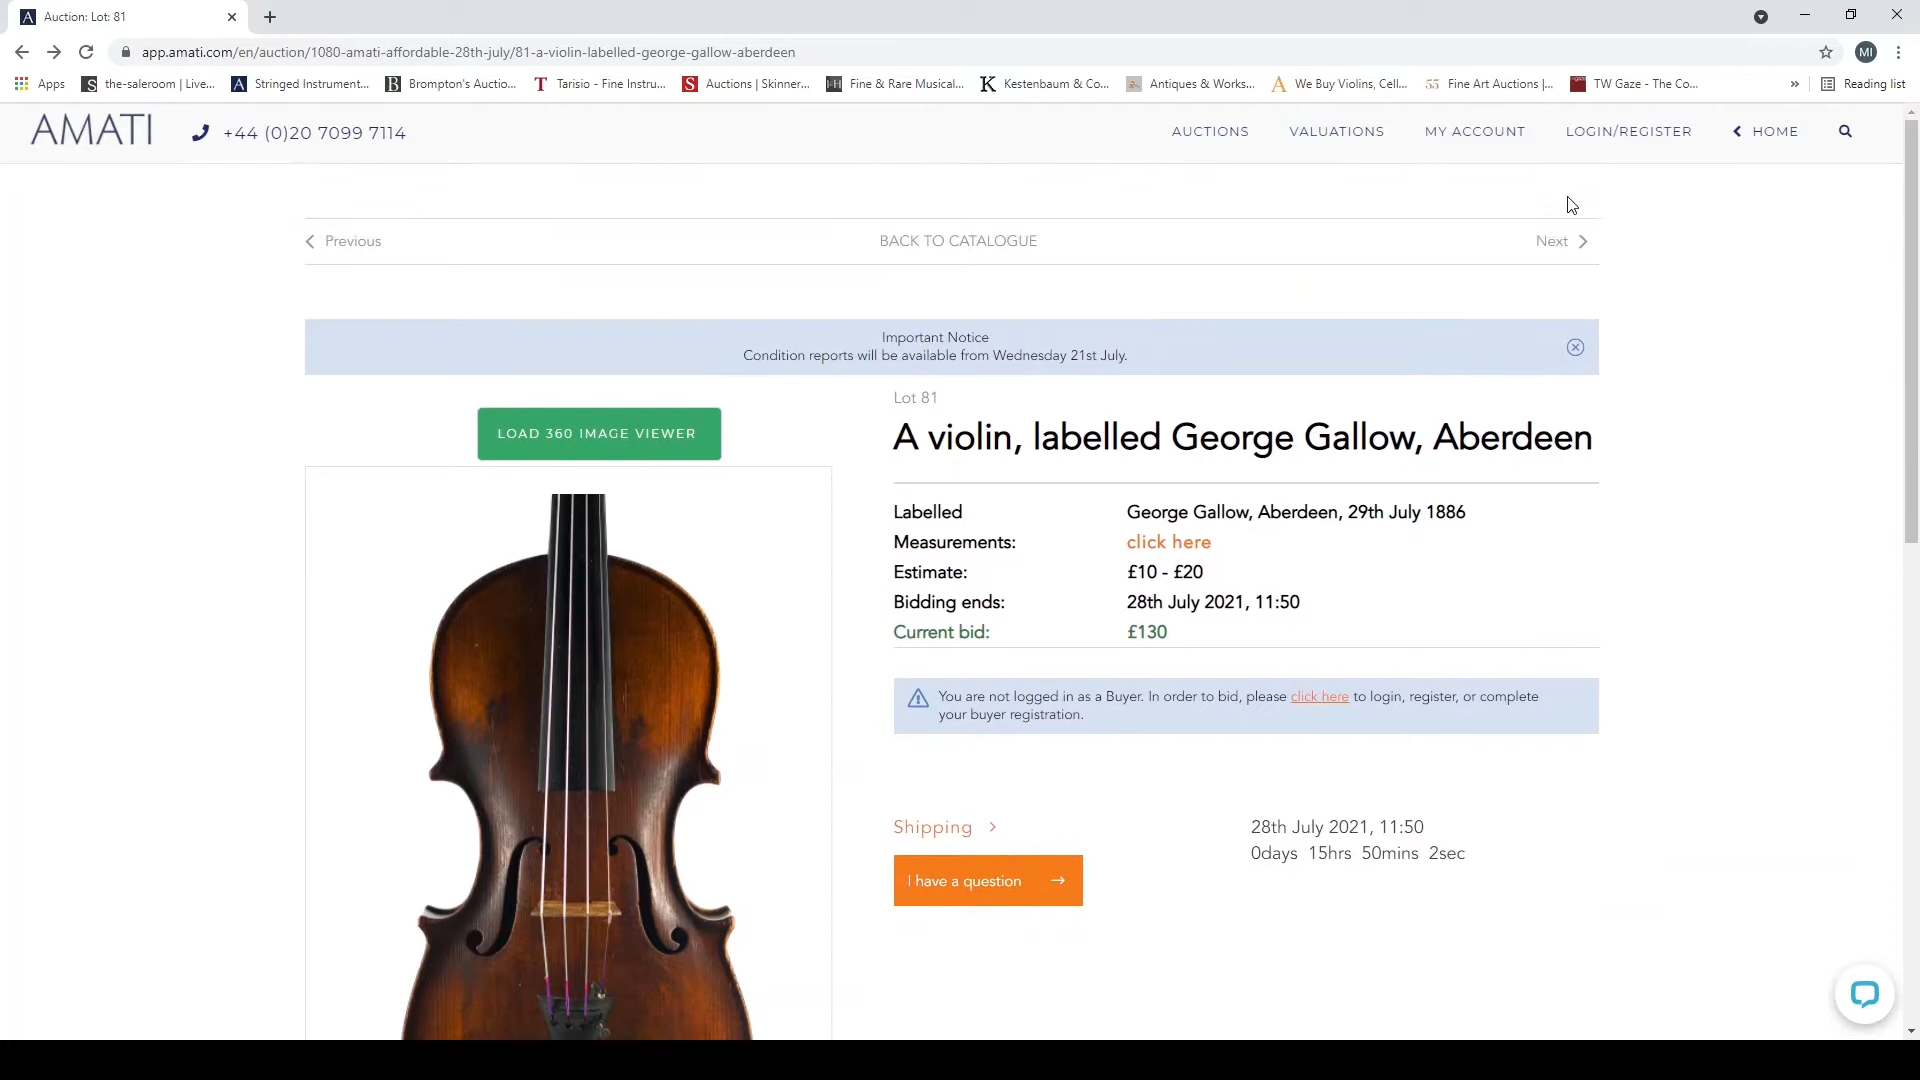 Auction: Lot: 81
app.amati.com/en/auction/1080-amati-affordable-28th-july/81-a-violin-labelled-george-gallow-aberdeen
MI
Apps the-saleroom | Live... Stringed Instrument... Brompton's Auctio... Tarisio - Fine Instru... Auctions | Skinner... Fine & Rare Musical... Kestenbaum & Co... Antiques & Works... We Buy Violins, Cell... Fine Art Auctions |... TW Gaze - The Co... » Reading list
AMATI +44 (0)20 7099 7114 AUCTIONS VALUATIONS MY ACCOUNT LOGIN/REGISTER HOME
Previous BACK TO CATALOGUE Next
Important Notice
Condition reports will be available from Wednesday 21st July.
LOAD 360 IMAGE VIEWER
Lot 81
A violin, labelled George Gallow, Aberdeen
Labelled George Gallow, Aberdeen, 29th July 1886
Measurements: click here
Estimate: £10 - £20
Bidding ends: 28th July 2021, 11:50
Current bid: £130
You are not logged in as a Buyer. In order to bid, please click here to login, register, or complete
your buyer registration.
Shipping
28th July 2021, 11:50
0days 15hrs 50mins 2sec
I have a question